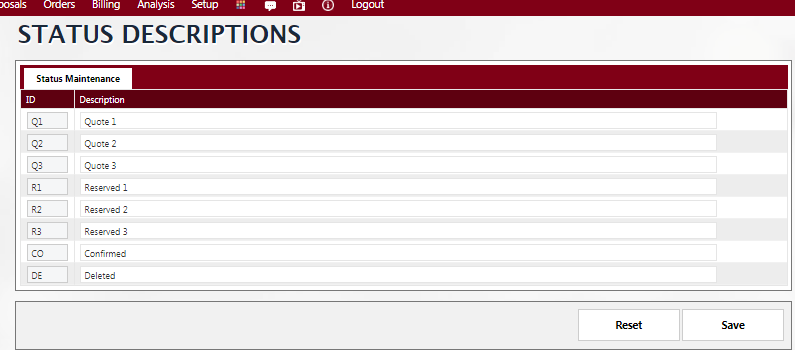 posals Orders Billing Analysis Setup Logout
STATUS DESCRIPTIONS
Status Maintenance
ID Description
Q1 Quote 1
Q2 Quote 2
Q3 Quote 3
R1 Reserved 1
R2 Reserved 2
R3 Reserved 3
CO Confirmed
DE Deleted
Reset Save